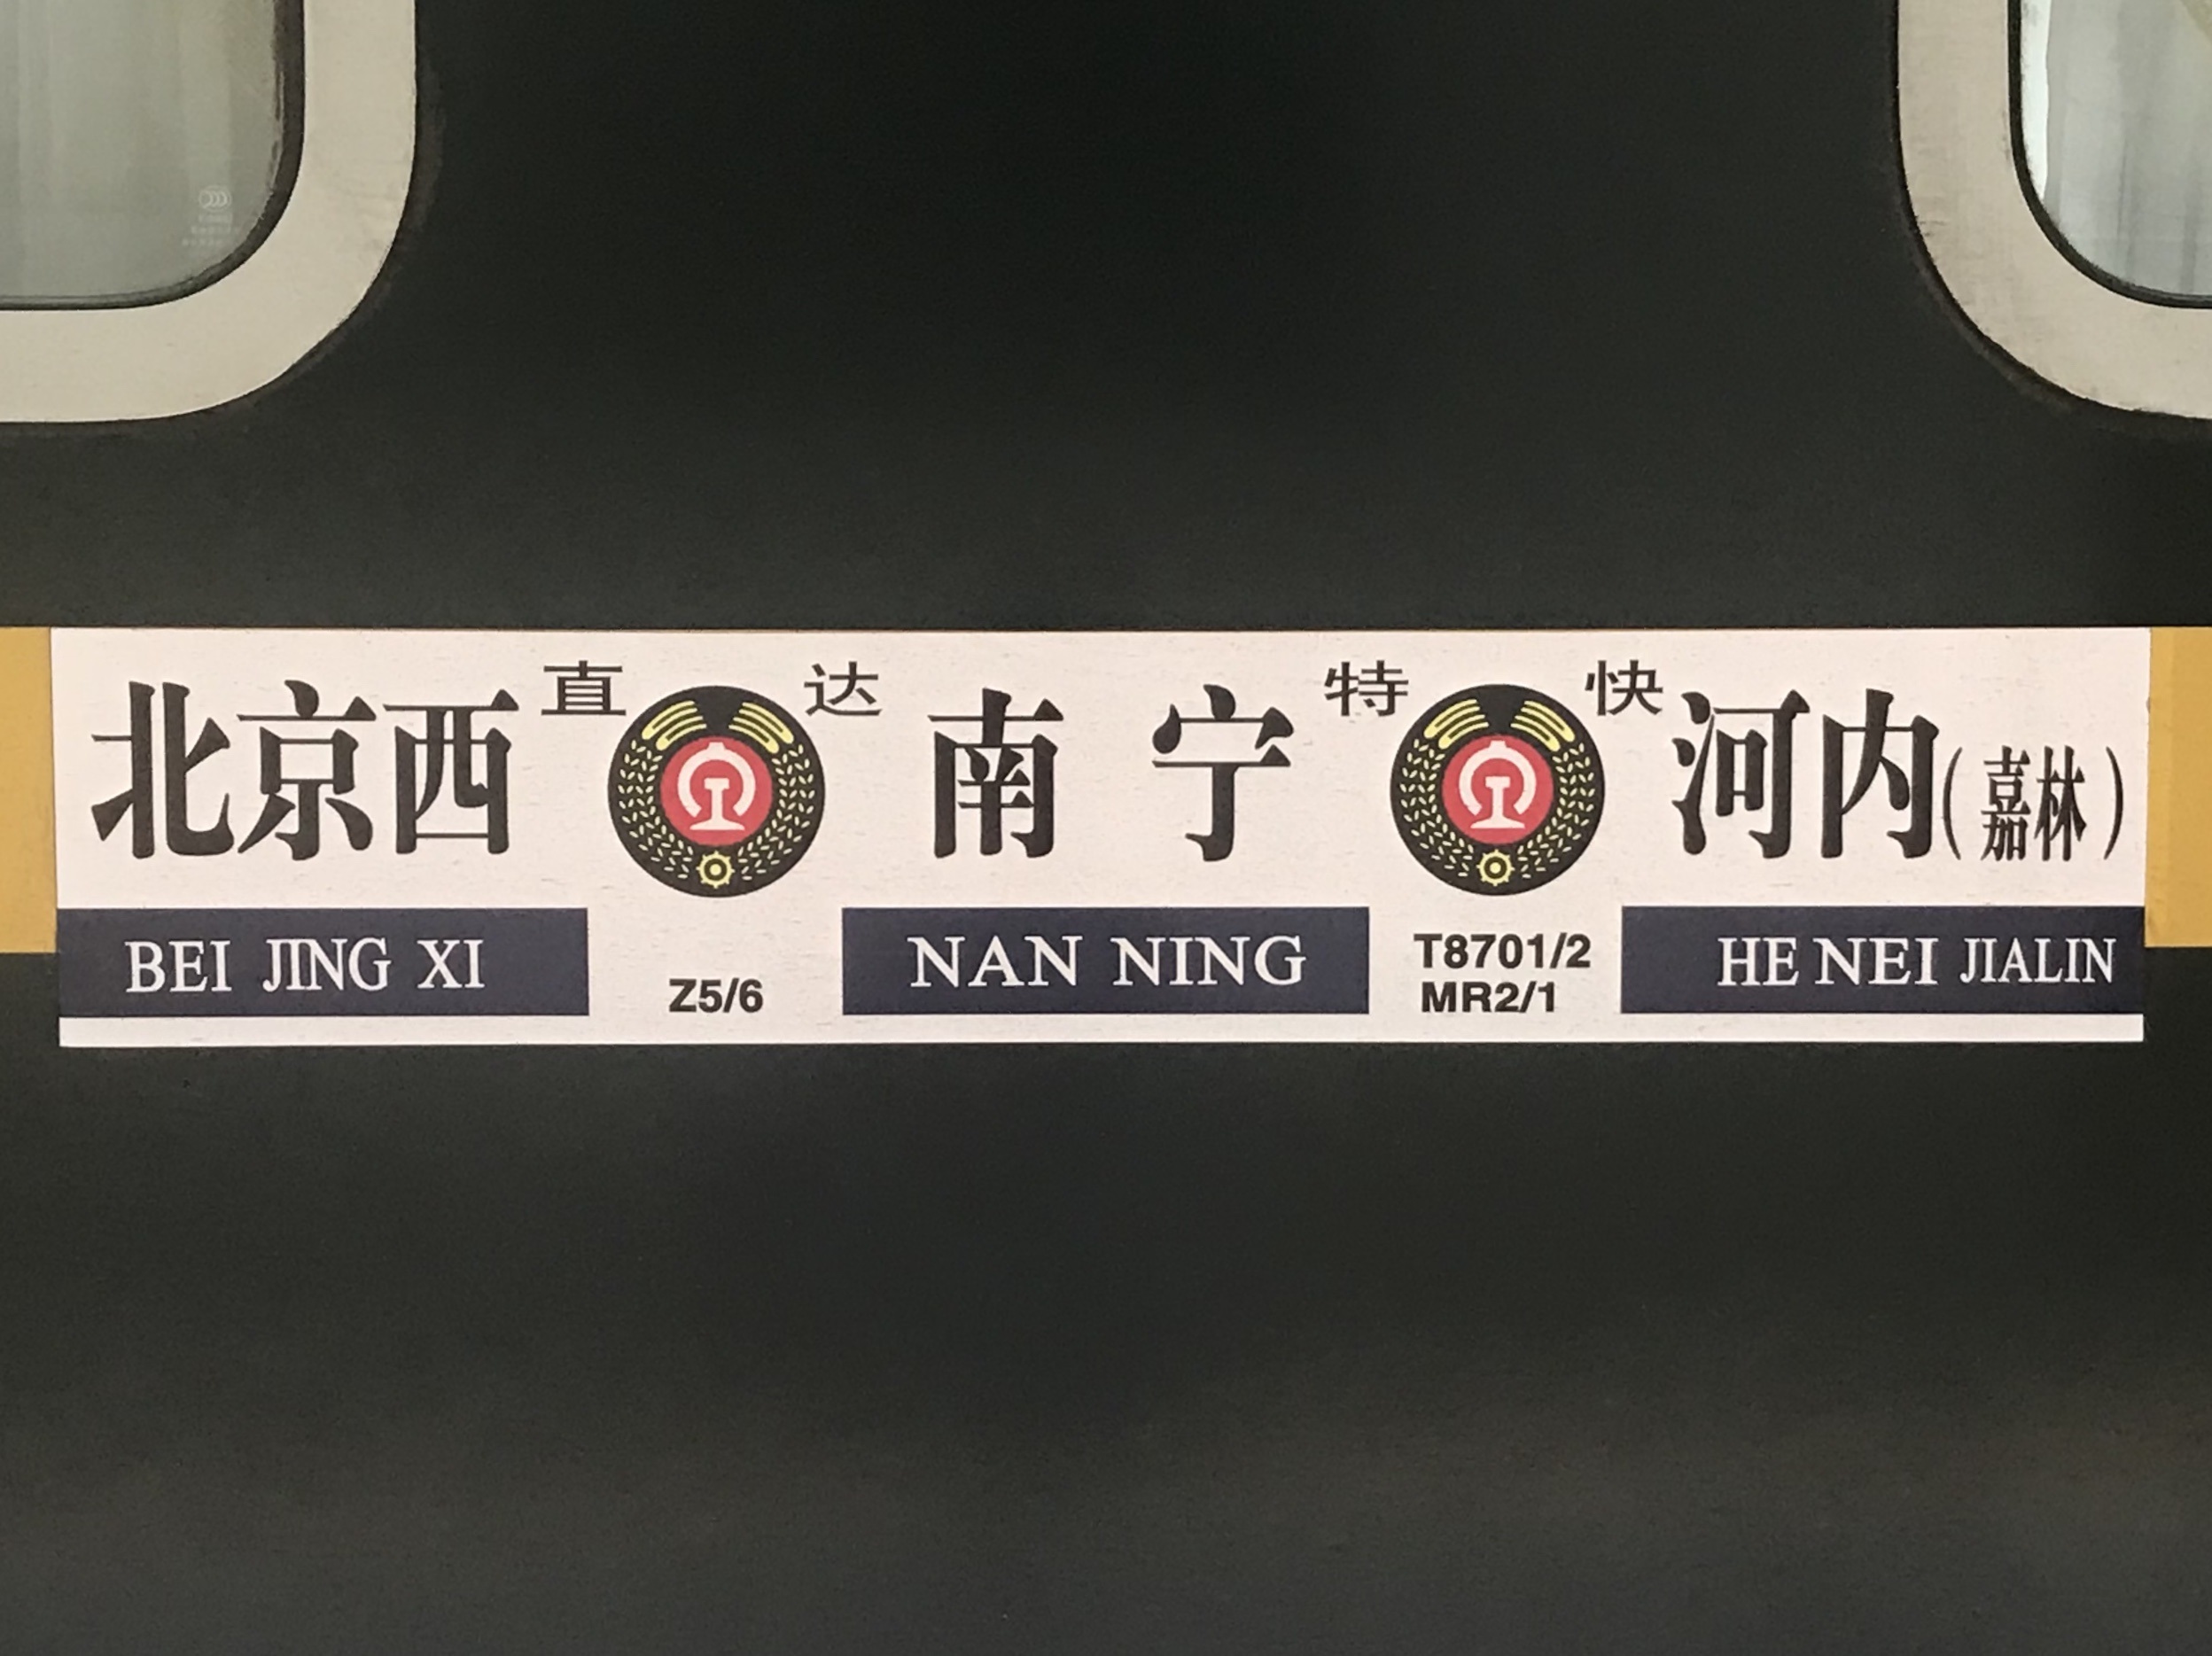 北京西 直达 南宁 特快 河内(嘉林)
BEI JING XI Z5/6 NAN NING T8701/2 HE NEI JIALIN
MR2/1